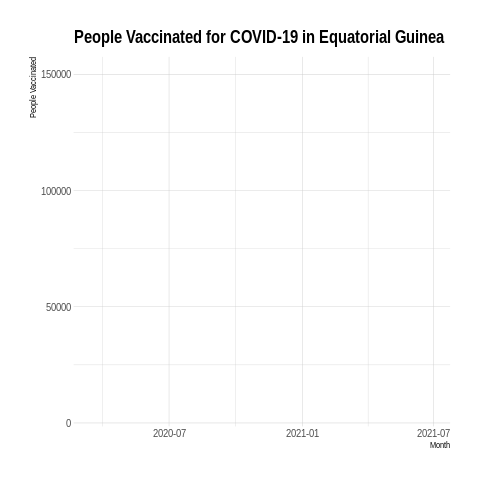 People Vaccinated for COVID-19 in Equatorial Guinea
People Vaccinated
150000
100000
50000
0
2020-07
2021-01
2021-07
Month